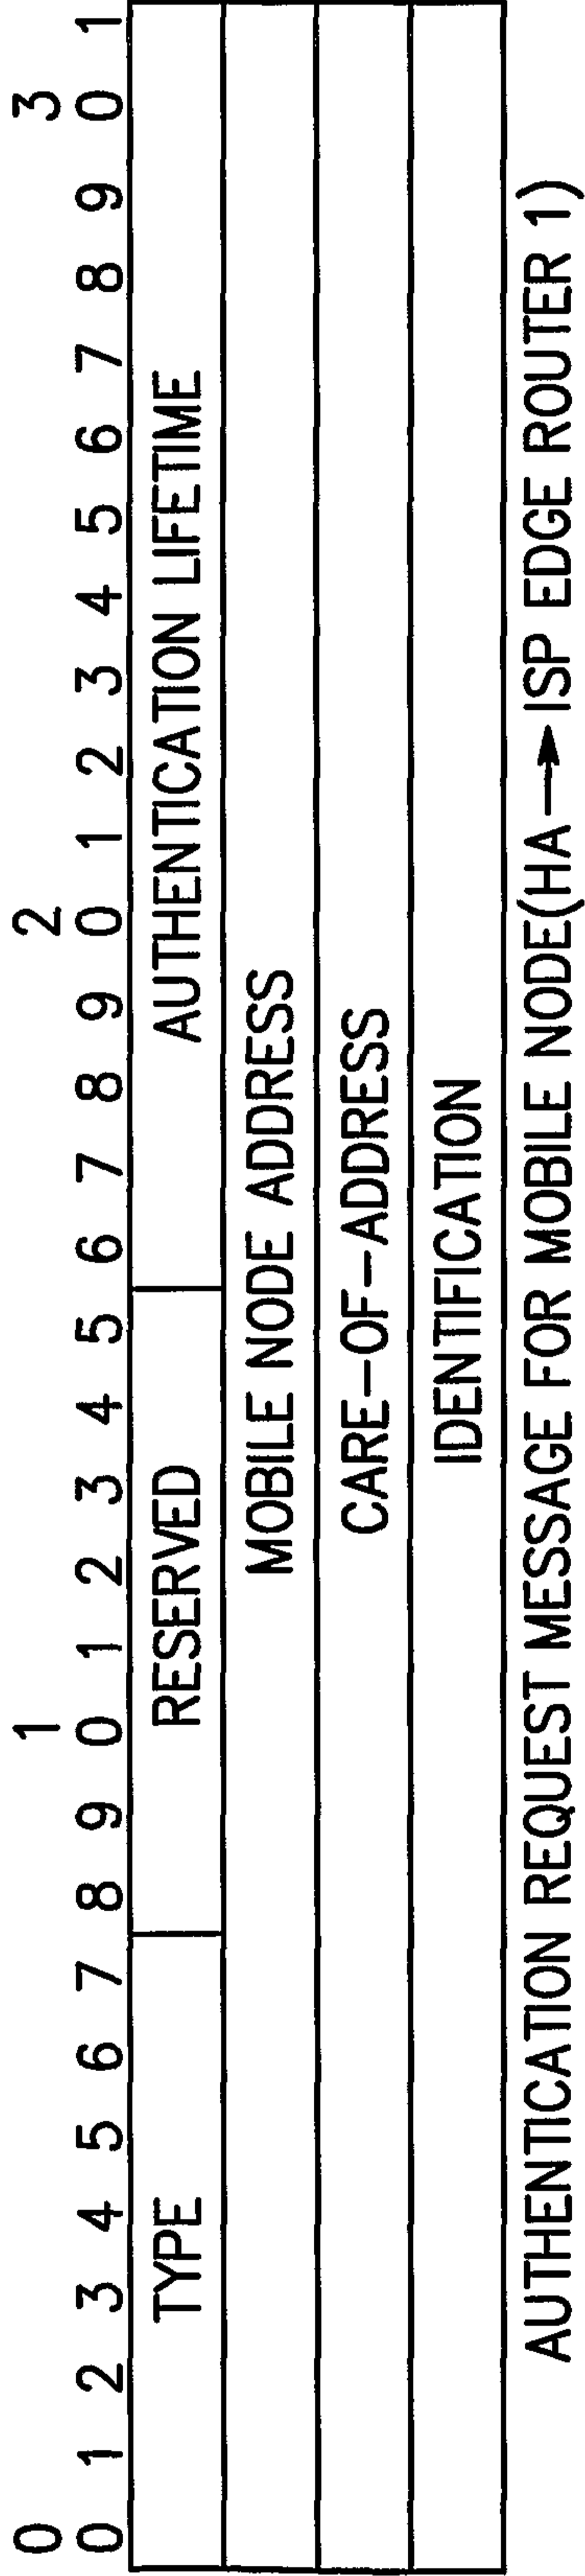 0 1 2 3
0 1 2 3 4 5 6 7 8 9 0 1 2 3 4 5 6 7 8 9 0 1 2 3 4 5 6 7 8 9 0 1
TYPE RESERVED AUTHENTICATION LIFETIME
MOBILE NODE ADDRESS
CARE-OF-ADDRESS
IDENTIFICATION
AUTHENTICATION REQUEST MESSAGE FOR MOBILE NODE(HA→ISP EDGE ROUTER 1)